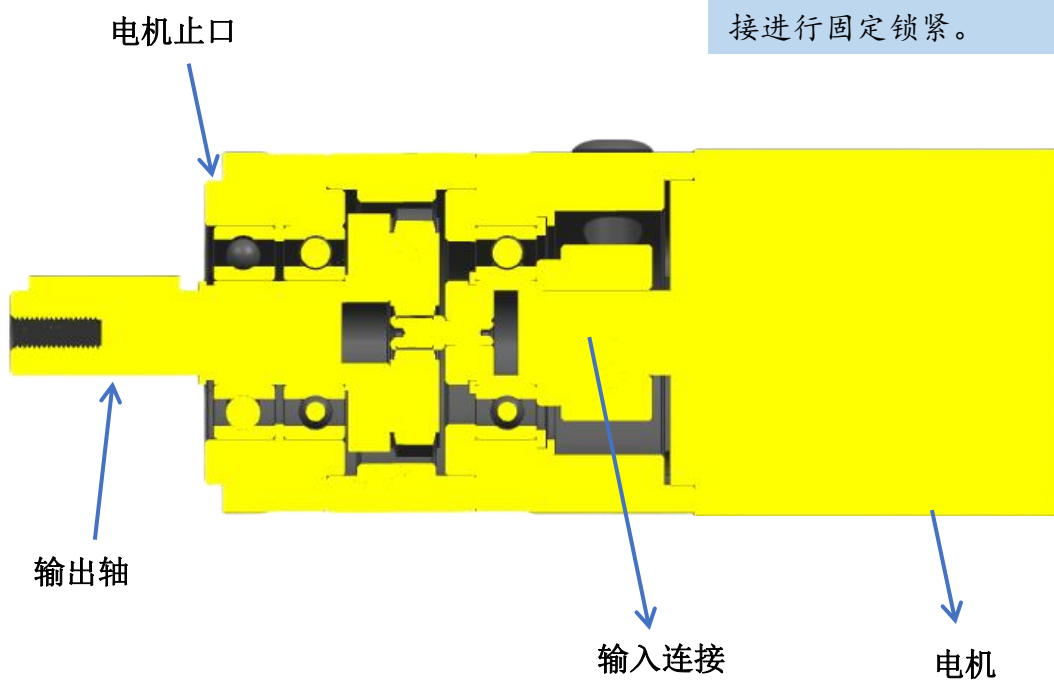 接进行固定锁紧。
电机止口
输出轴
输入连接
电机